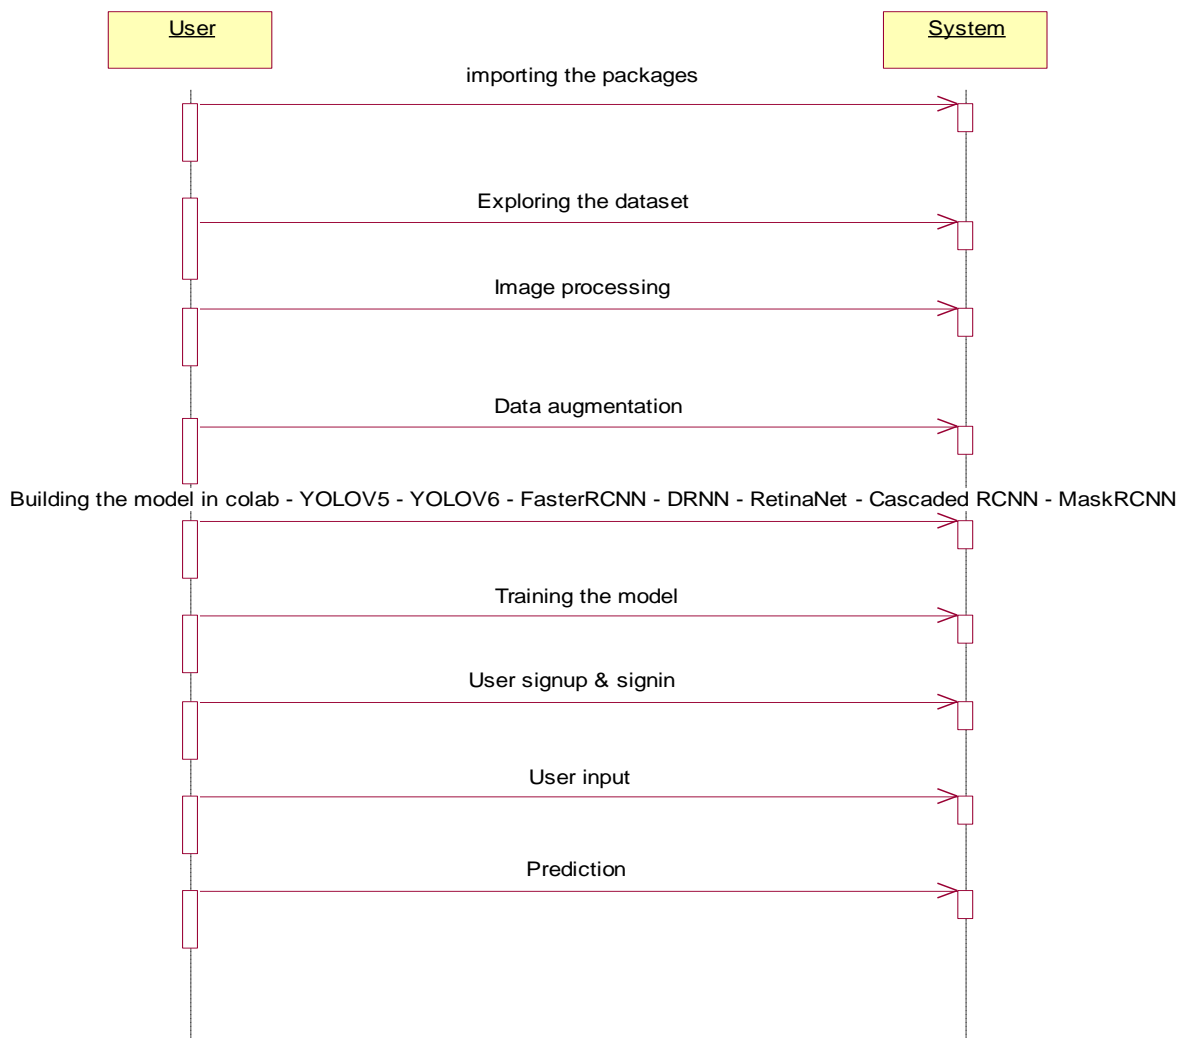 User
System
importing the packages
Exploring the dataset
Image processing
Data augmentation
Building the model in colab - YOLOV5 - YOLOV6 - FasterRCNN - DRNN - RetinaNet - Cascaded RCNN - MaskRCNN
Training the model
User signup & signin
User input
Prediction